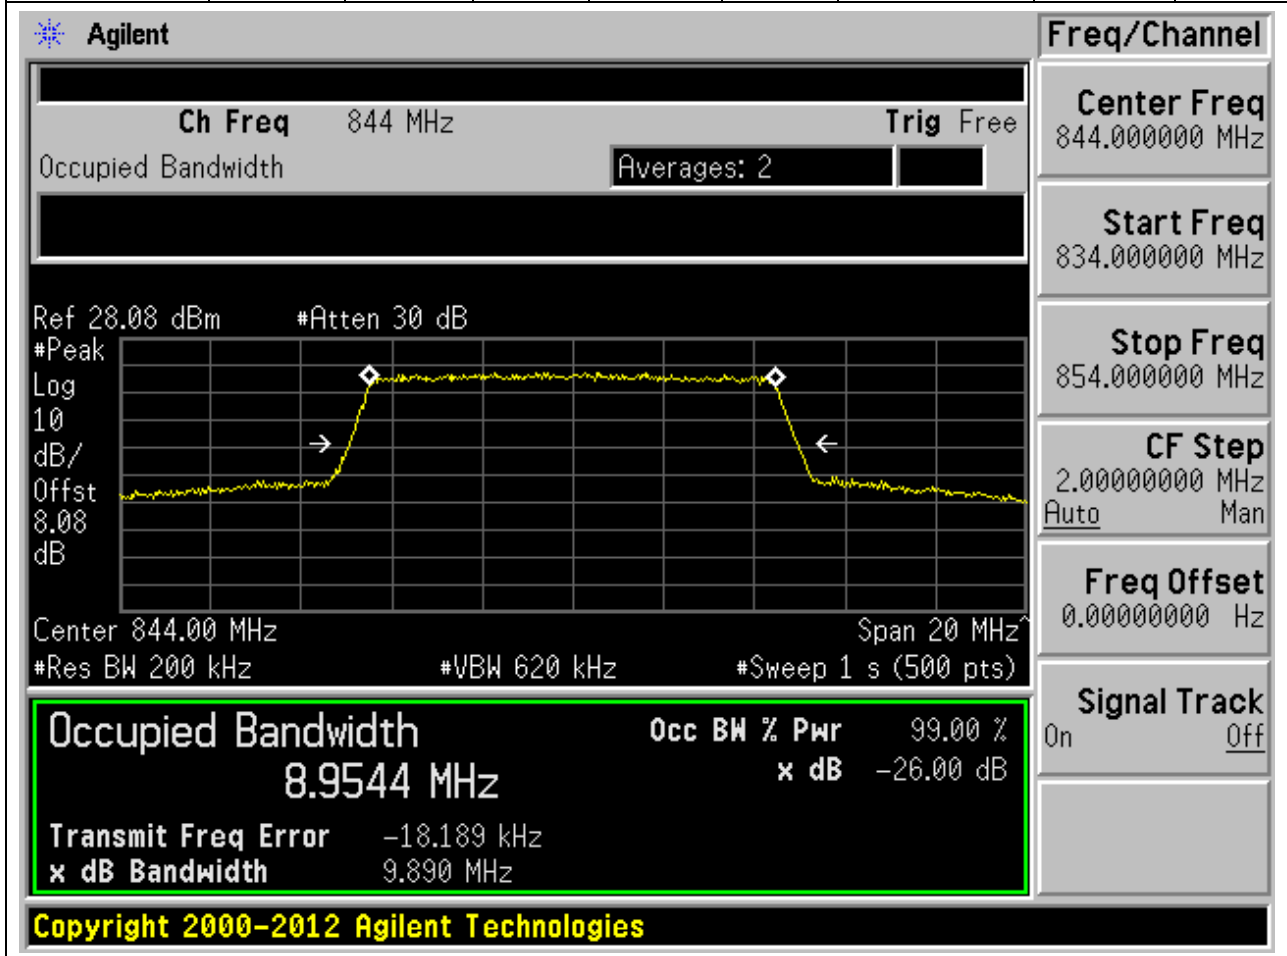 Agilent
Freq/Channel
Ch Freq 844 MHz Trig Free
Occupied Bandwidth Averages: 2
Center Freq
844.000000 MHz
Start Freq
834.000000 MHz
Stop Freq
854.000000 MHz
CF Step
2.00000000 MHz
Auto Man
Freq Offset
0.00000000 Hz
Signal Track
On Off
Ref 28.08 dBm #Atten 30 dB
#Peak
Log
10
dB/
Offst
8.08
dB
Center 844.00 MHz Span 20 MHz^
#Res BW 200 kHz #VBW 620 kHz #Sweep 1 s (500 pts)
Occupied Bandwidth Occ BW % Pwr 99.00 %
8.9544 MHz x dB -26.00 dB
Transmit Freq Error -18.189 kHz
x dB Bandwidth 9.890 MHz
Copyright 2000-2012 Agilent Technologies